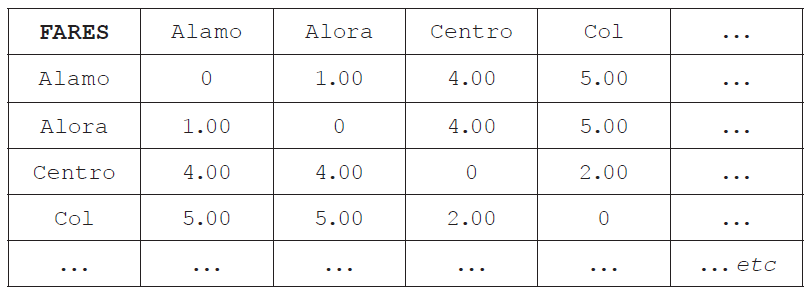 FARES Alamo Alora Centro Col ...
Alamo 0 1.00 4.00 5.00 ...
Alora 1.00 0 4.00 5.00 ...
Centro 4.00 4.00 0 2.00 ...
Col 5.00 5.00 2.00 0 ...
... ... ... ... ... ... etc